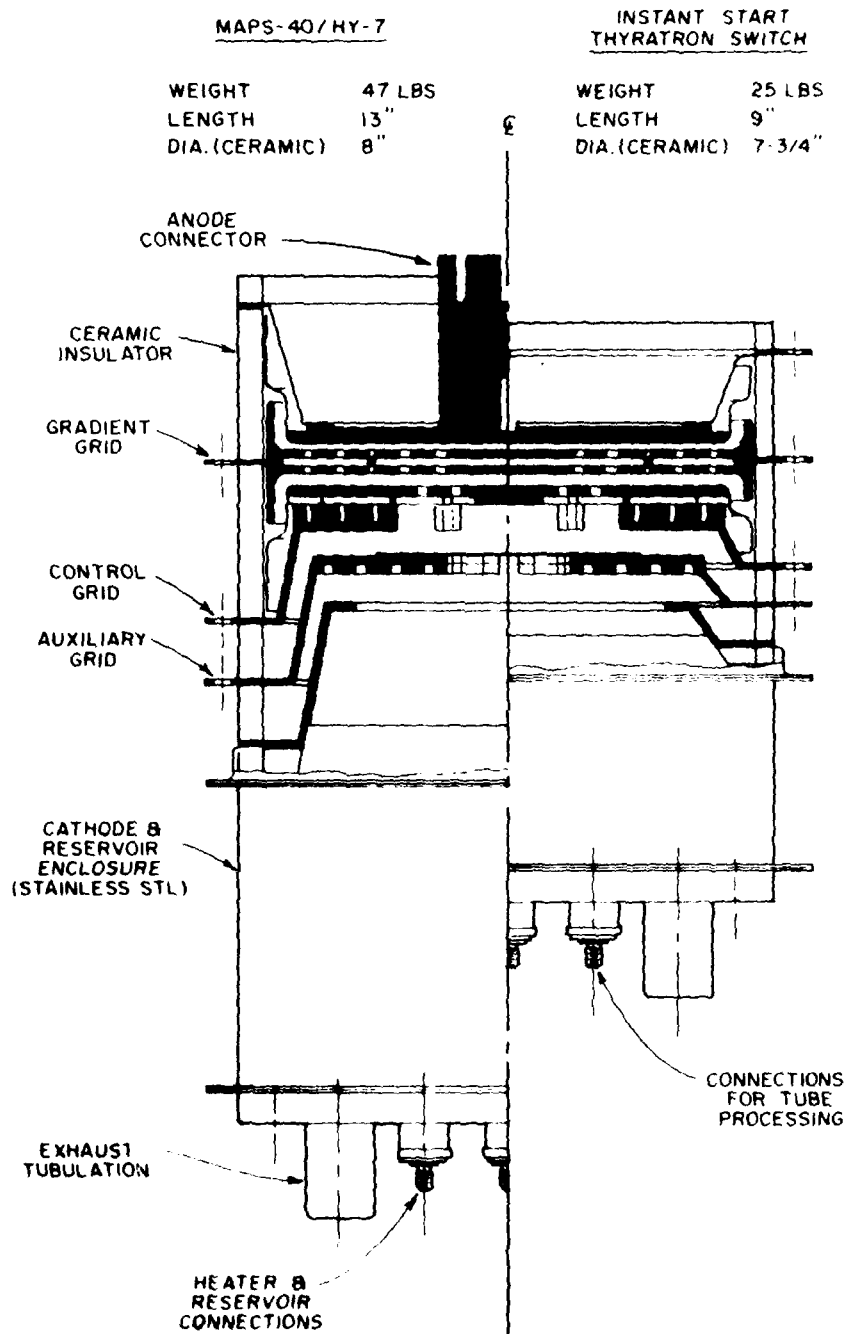 MAPS-40/HY-7
WEIGHT 47 LBS
LENGTH 13"
DIA.(CERAMIC) 8"
INSTANT START
THYRATRON SWITCH
WEIGHT 25 LBS
LENGTH 9"
DIA.(CERAMIC) 7-3/4"
℄
ANODE
CONNECTOR
CERAMIC
INSULATOR
GRADIENT
GRID
CONTROL
GRID
AUXILIARY
GRID
CATHODE &
RESERVOIR
ENCLOSURE
(STAINLESS STL)
EXHAUST
TUBULATION
HEATER &
RESERVOIR
CONNECTIONS
CONNECTIONS
FOR TUBE
PROCESSING